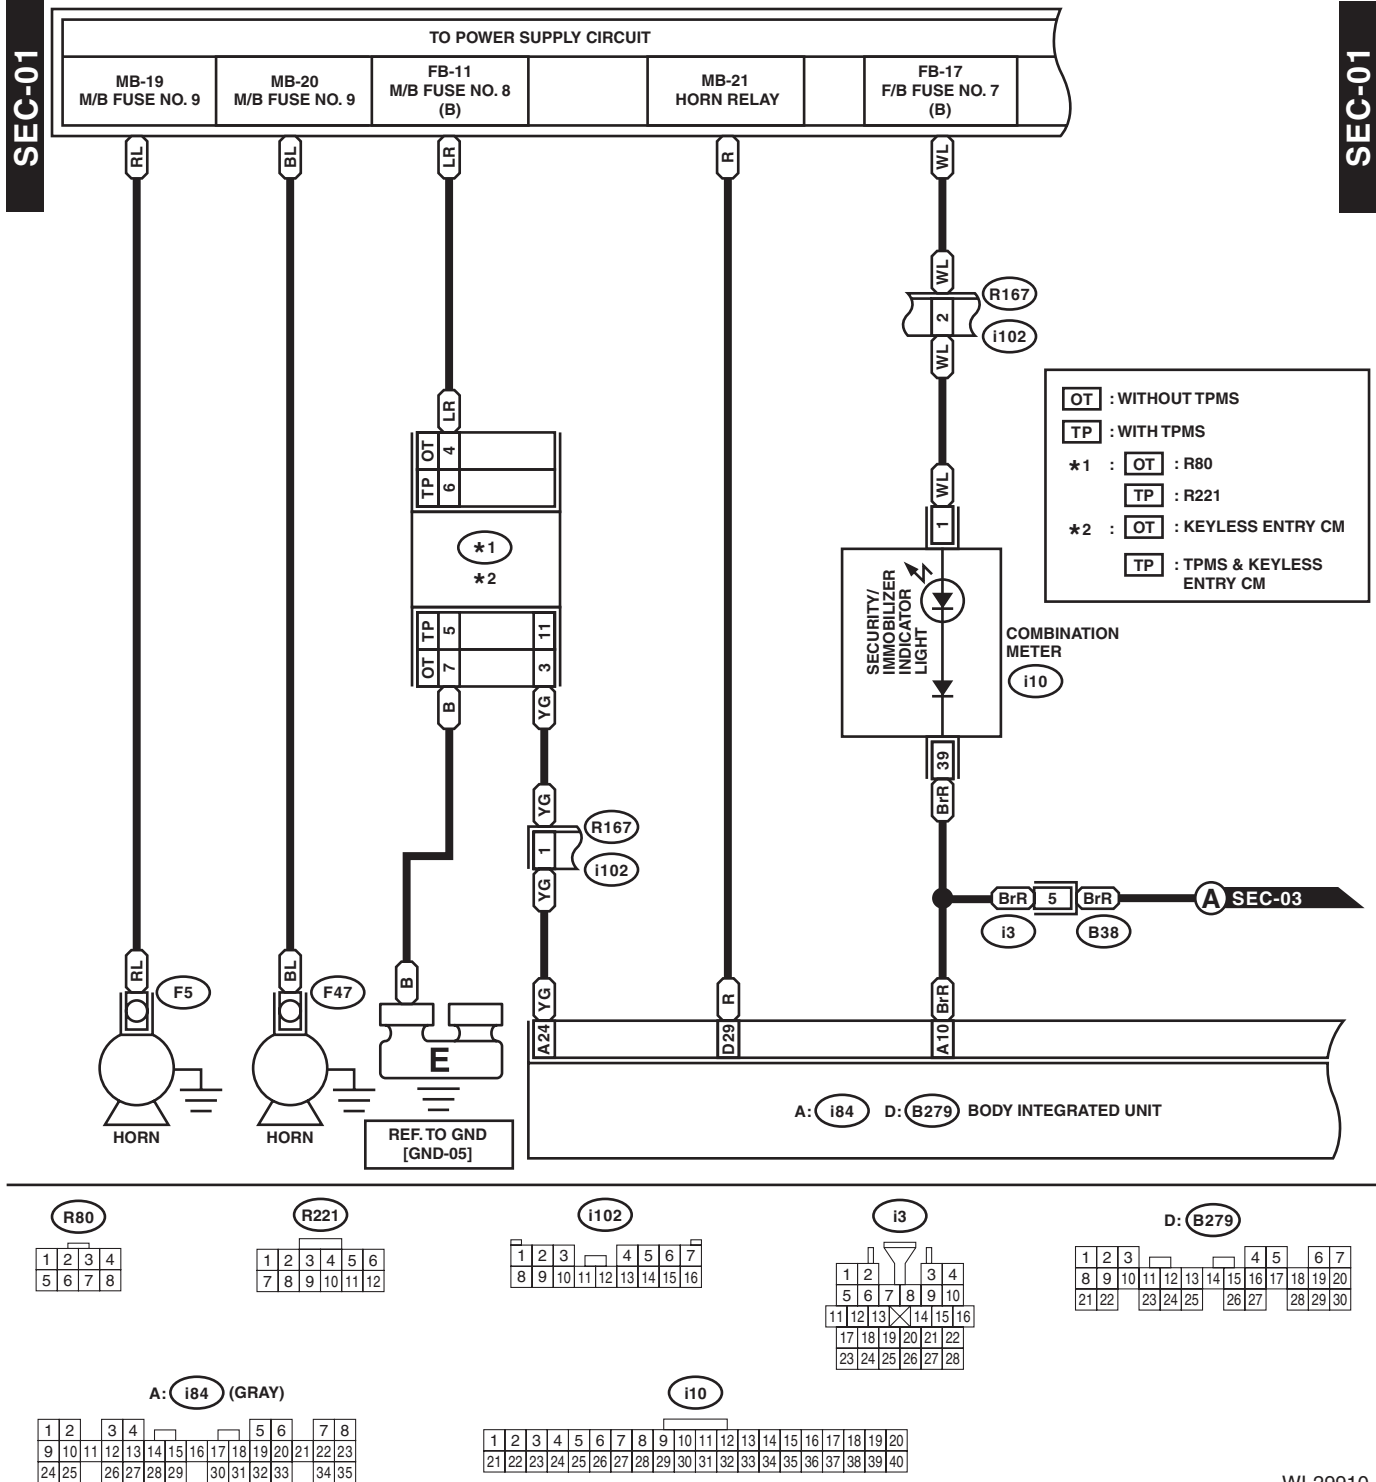 SEC-01
SEC-01
TO POWER SUPPLY CIRCUIT
MB-19
M/B FUSE NO. 9
MB-20
M/B FUSE NO. 9
FB-11
M/B FUSE NO. 8
(B)
MB-21
HORN RELAY
FB-17
F/B FUSE NO. 7
(B)
RL
BL
LR
R
WL
WL
R167
2
i102
WL
OT : WITHOUT TPMS
TP : WITH TPMS
*1 : OT : R80
TP : R221
*2 : OT : KEYLESS ENTRY CM
TP : TPMS & KEYLESS
ENTRY CM
LR
OT 4
TP 6
*1
*2
TP 5 11
OT 7 3
B
YG
WL
1
SECURITY/
IMMOBILIZER
INDICATOR
LIGHT
COMBINATION
METER
i10
39
BrR
YG
R167
1
i102
YG
BrR 5 BrR
i3
B38
A SEC-03
RL
F5
BL
F47
B
YG
R
BrR
A24
D29
A10
E
HORN
HORN
REF. TO GND
[GND-05]
A: i84 D: B279 BODY INTEGRATED UNIT
R80
1 2 3 4
5 6 7 8
R221
1 2 3 4 5 6
7 8 9 10 11 12
i102
1 2 3 4 5 6 7
8 9 10 11 12 13 14 15 16
i3
1 2 3 4
5 6 7 8 9 10
11 12 13 14 15 16
17 18 19 20 21 22
23 24 25 26 27 28
D: B279
1 2 3 4 5 6 7
8 9 10 11 12 13 14 15 16 17 18 19 20
21 22 23 24 25 26 27 28 29 30
A: i84 (GRAY)
1 2 3 4 5 6 7 8
9 10 11 12 13 14 15 16 17 18 19 20 21 22 23
24 25 26 27 28 29 30 31 32 33 34 35
i10
1 2 3 4 5 6 7 8 9 10 11 12 13 14 15 16 17 18 19 20
21 22 23 24 25 26 27 28 29 30 31 32 33 34 35 36 37 38 39 40